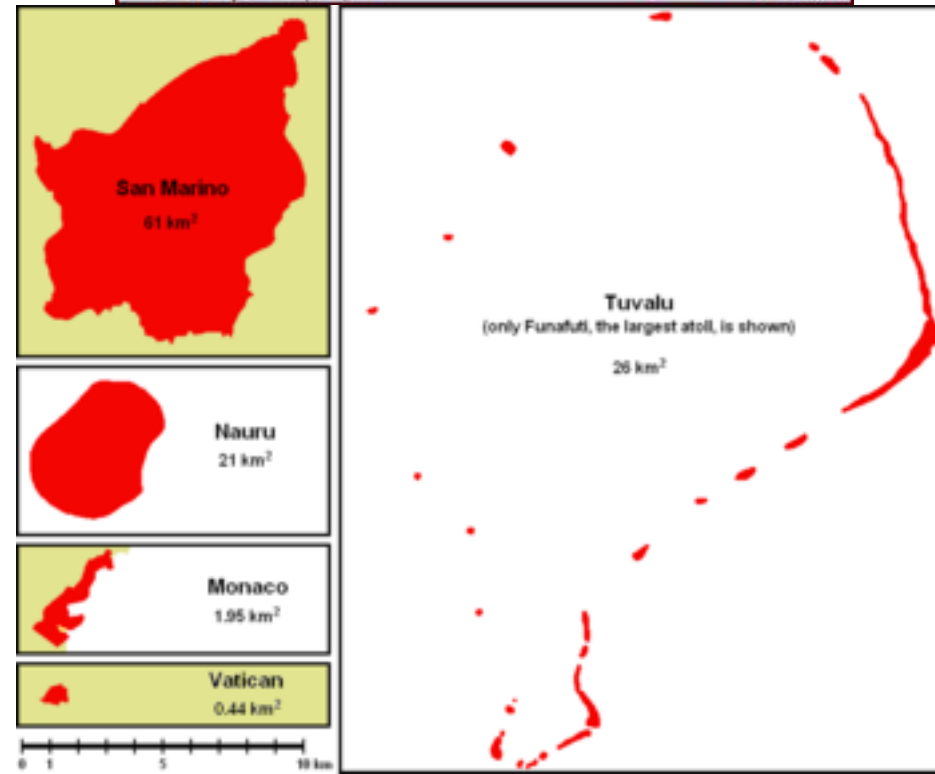 San Marino
61 km²
Nauru
21 km²
Monaco
1.95 km²
Vatican
0.44 km²
0 1 10 km
Tuvalu
(only Funafuti, the largest atoll, is shown)
26 km²